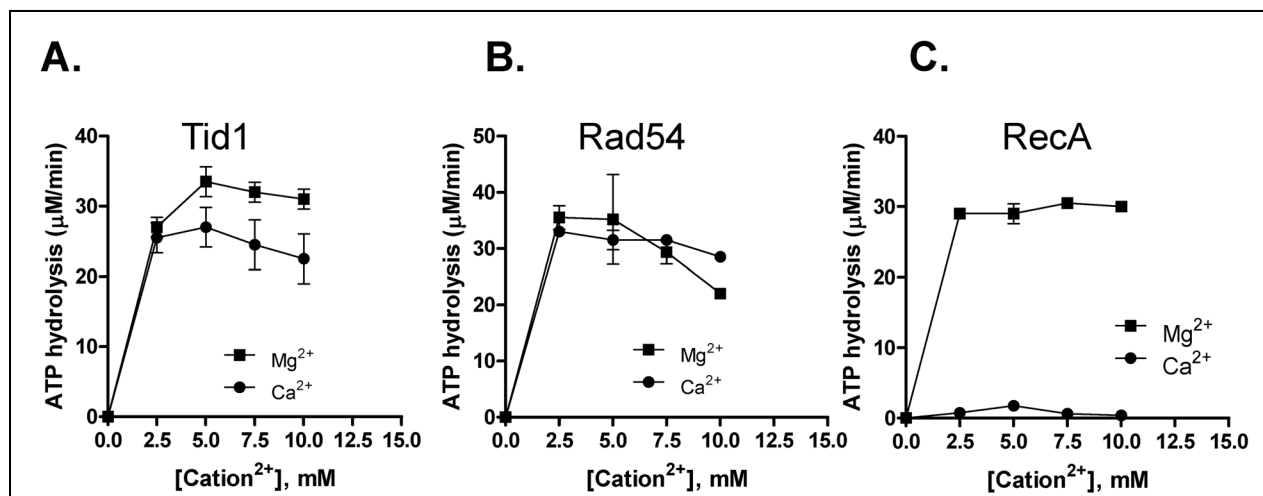 A.
Tid1
ATP hydrolysis (μM/min)
40
30
20
10
0
Mg2+
Ca2+
0.0 2.5 5.0 7.5 10.0 12.5 15.0
[Cation2+], mM
B.
Rad54
ATP hydrolysis (μM/min)
50
40
30
20
10
0
Mg2+
Ca2+
0.0 2.5 5.0 7.5 10.0 12.5 15.0
[Cation2+], mM
C.
RecA
ATP hydrolysis (μM/min)
40
30
20
10
0
Mg2+
Ca2+
0.0 2.5 5.0 7.5 10.0 12.5 15.0
[Cation2+], mM